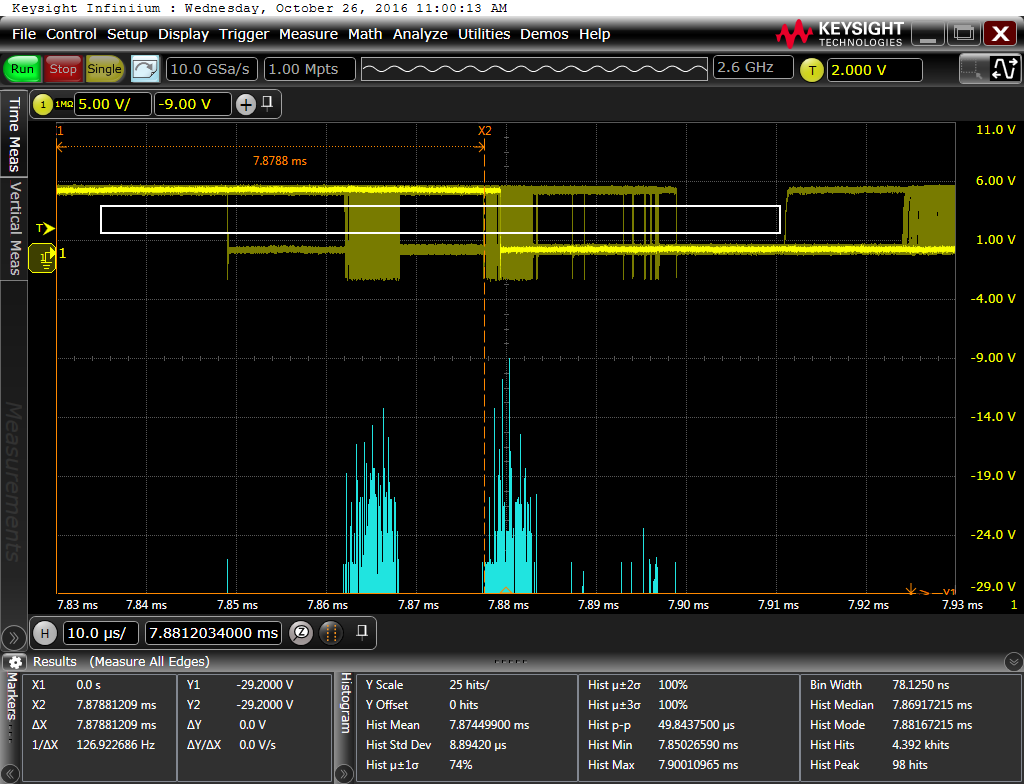 Keysight Infiniium : Wednesday, October 26, 2016 11:00:13 AM
File Control Setup Display Trigger Measure Math Analyze Utilities Demos Help
KEYSIGHT
TECHNOLOGIES
Run Stop Single 10.0 GSa/s 1.00 Mpts 2.6 GHz T 2.000 V
1 1MΩ 5.00 V/ -9.00 V +
Time Meas
Vertical Meas
Measurements
1 X2 11.0 V
7.8788 ms
6.00 V
T
1 1.00 V
-4.00 V
-9.00 V
-14.0 V
-19.0 V
-24.0 V
-29.0 V
Y1
7.83 ms 7.84 ms 7.85 ms 7.86 ms 7.87 ms 7.88 ms 7.89 ms 7.90 ms 7.91 ms 7.92 ms 7.93 ms 1
H 10.0 µs/ 7.8812034000 ms
Results (Measure All Edges)
Markers...
X1 0.0 s Y1 -29.2000 V
X2 7.87881209 ms Y2 -29.2000 V
ΔX 7.87881209 ms ΔY 0.0 V
1/ΔX 126.922686 Hz ΔY/ΔX 0.0 V/s
Histogram
Y Scale 25 hits/ Hist µ±2σ 100% Bin Width 78.1250 ns
Y Offset 0 hits Hist µ±3σ 100% Hist Median 7.86917215 ms
Hist Mean 7.87449900 ms Hist p-p 49.8437500 µs Hist Mode 7.88167215 ms
Hist Std Dev 8.89420 µs Hist Min 7.85026590 ms Hist Hits 4.392 khits
Hist µ±1σ 74% Hist Max 7.90010965 ms Hist Peak 98 hits